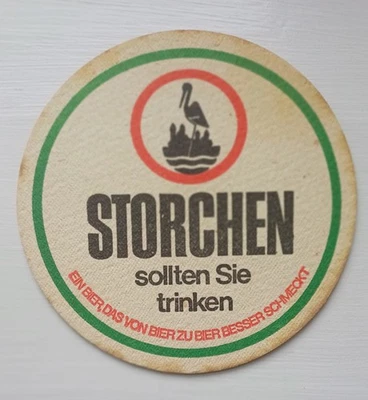 STORCHEN
sollten Sie
trinken
EIN BIER, DAS VON BIER ZU BIER BESSER SCHMECKT